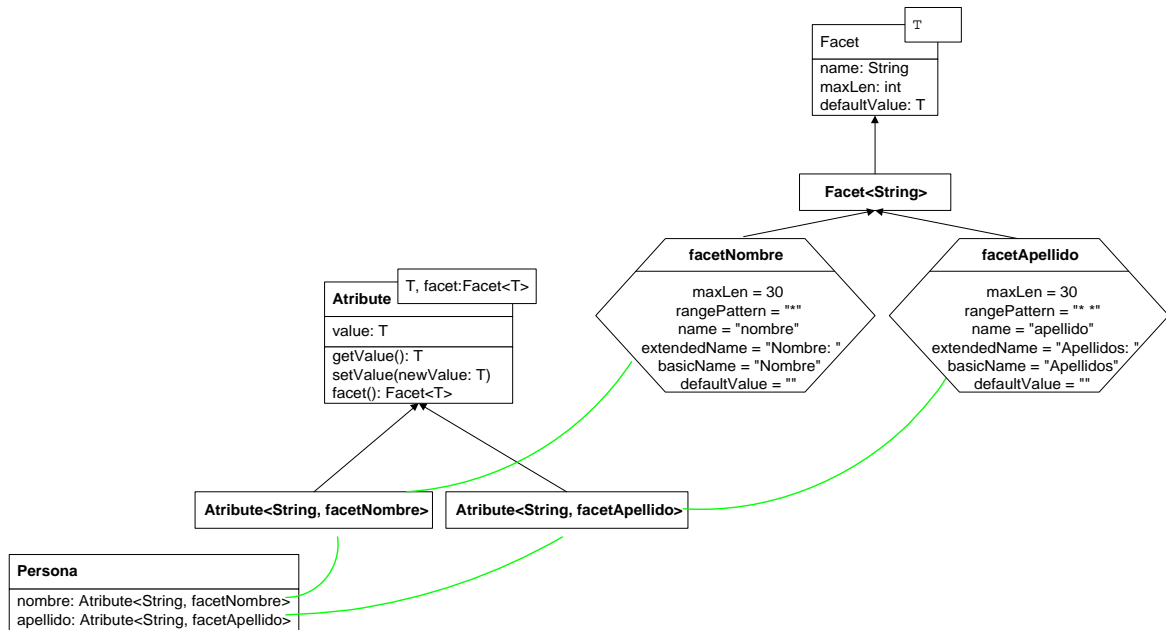 T
Facet
name: String
maxLen: int
defaultValue: T
Facet<String>
facetNombre
maxLen = 30
rangePattern = "*"
name = "nombre"
extendedName = "Nombre: "
basicName = "Nombre"
defaultValue = ""
facetApellido
maxLen = 30
rangePattern = "* *"
name = "apellido"
extendedName = "Apellidos: "
basicName = "Apellidos"
defaultValue = ""
T, facet:Facet<T>
Atribute
value: T
getValue(): T
setValue(newValue: T)
facet(): Facet<T>
Atribute<String, facetNombre>
Atribute<String, facetApellido>
Persona
nombre: Atribute<String, facetNombre>
apellido: Atribute<String, facetApellido>